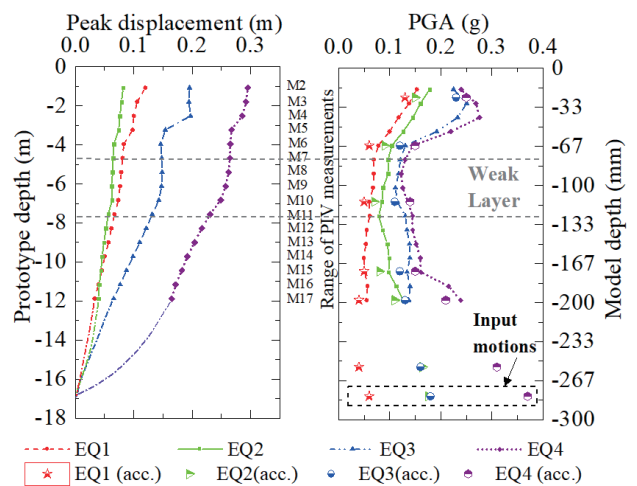 Peak displacement (m)
0.0 0.1 0.2 0.3
Prototype depth (m)
0
-2
-4
-6
-8
-10
-12
-14
-16
-18
M2
M3
M4
M5
M6
M7
M8
M9
M10
M11
M12
M13
M14
M15
M16
M17
PGA (g)
0.0 0.1 0.2 0.3 0.4
Range of PIV measurements
Weak
Layer
Input
motions
0
-33
-67
-100
-133
-167
-200
-233
-267
-300
Model depth (mm)
EQ1 EQ2 EQ3 EQ4
EQ1 (acc.) EQ2(acc.) EQ3(acc.) EQ4 (acc.)